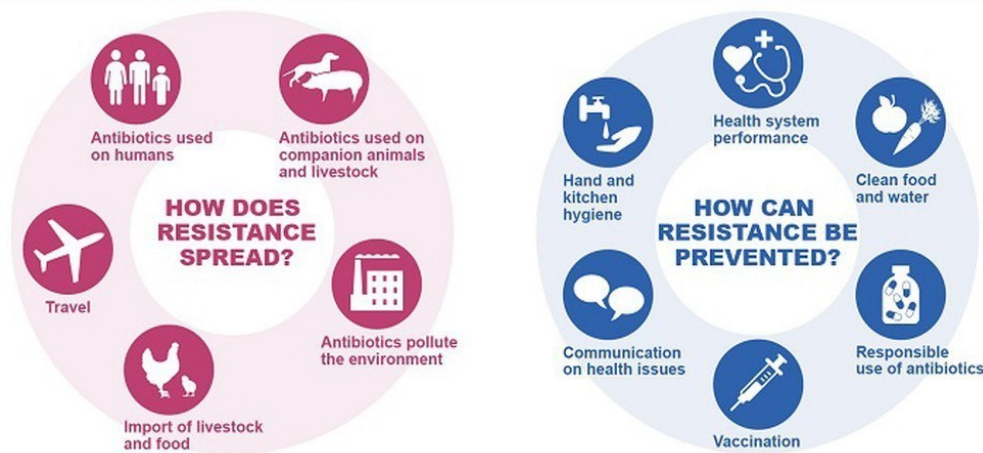 HOW DOES
RESISTANCE
SPREAD?
Antibiotics used
on humans
Antibiotics used on
companion animals
and livestock
Antibiotics pollute
the environment
Import of livestock
and food
Travel
HOW CAN
RESISTANCE BE
PREVENTED?
Health system
performance
Clean food
and water
Responsible
use of antibiotics
Vaccination
Communication
on health issues
Hand and
kitchen
hygiene